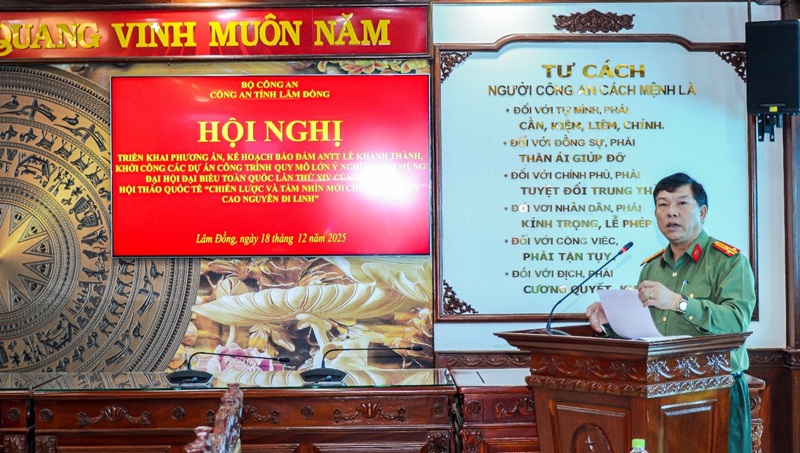 QUANG VINH MUÔN NĂM
BỘ CÔNG AN
CÔNG AN TỈNH LÂM ĐỒNG
HỘI NGHỊ
TRIỂN KHAI PHƯƠNG ÁN, KẾ HOẠCH BẢO ĐẢM ANTT LỄ KHÁNH THÀNH,
KHỞI CÔNG CÁC DỰ ÁN CÔNG TRÌNH QUY MÔ LỚN Ý MỪNG
ĐẠI HỘI ĐẠI BIỂU TOÀN QUỐC LẦN THỨ XIV
HỘI THẢO QUỐC TẾ “CHIẾN LƯỢC VÀ TẦM NHÌN MỚI
CAO NGUYÊN DI LINH”
Lâm Đồng, ngày 18 tháng 12 năm 2025
TƯ CÁCH
NGƯỜI CÔNG AN CÁCH MỆNH LÀ
ĐỐI VỚI TỰ MÌNH, PHẢI
CẦN, KIỆM, LIÊM, CHÍNH.
ĐỐI VỚI ĐỒNG SỰ, PHẢI
THÂN ÁI GIÚP ĐỠ
ĐỐI VỚI CHÍNH PHỦ, PHẢI
TUYỆT ĐỐI TRUNG
ĐỐI VỚI NHÂN DÂN, PHẢI
KÍNH TRỌNG, LỄ PHÉP
ĐỐI VỚI CÔNG VIỆC,
PHẢI TẬN TỤY
ĐỐI VỚI ĐỊCH, PHẢI
CƯƠNG QUYẾT,